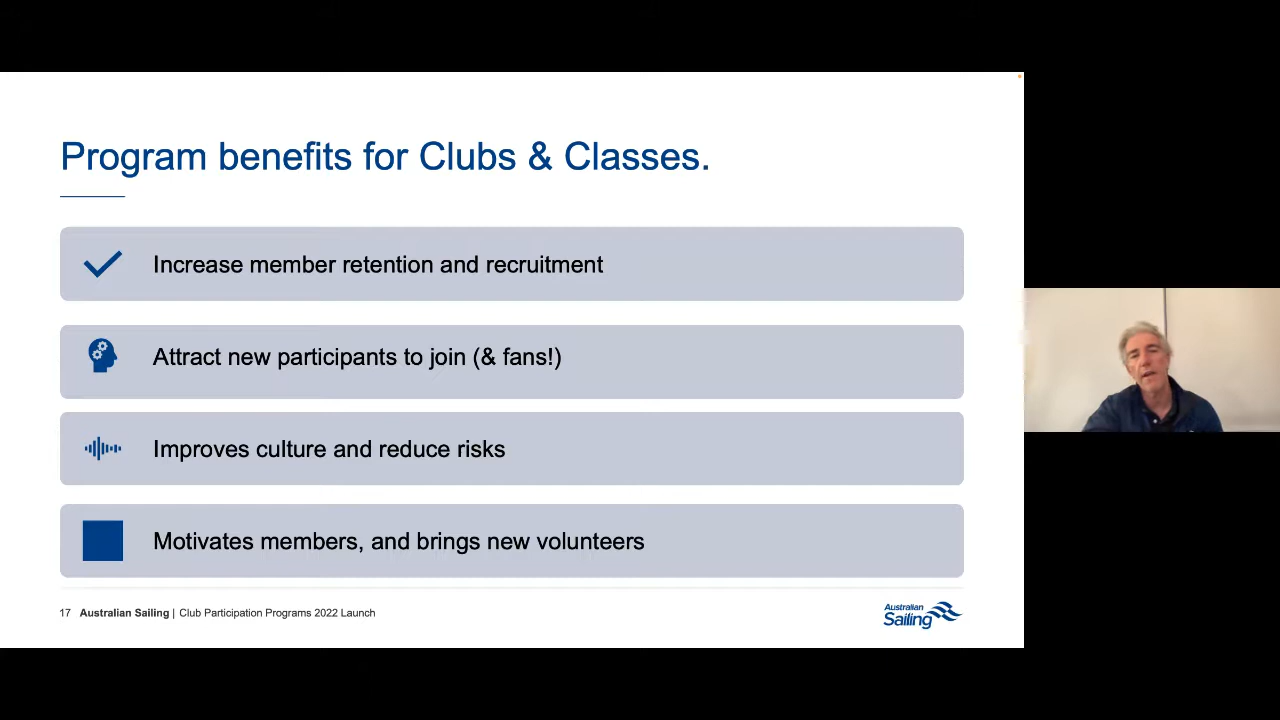 Program benefits for Clubs & Classes.
Increase member retention and recruitment
Attract new participants to join (& fans!)
Improves culture and reduce risks
Motivates members, and brings new volunteers
17 Australian Sailing | Club Participation Programs 2022 Launch
Australian
Sailing